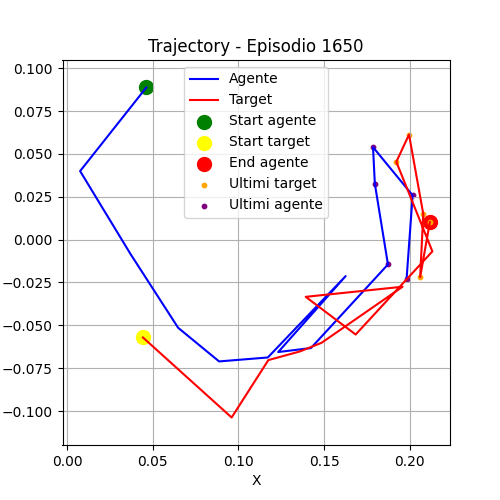 Trajectory - Episodio 1650
Agente
Target
Start agente
Start target
End agente
Ultimi target
Ultimi agente
0.100
0.075
0.050
0.025
0.000
−0.025
−0.050
−0.075
−0.100
0.00 0.05 0.10 0.15 0.20
X